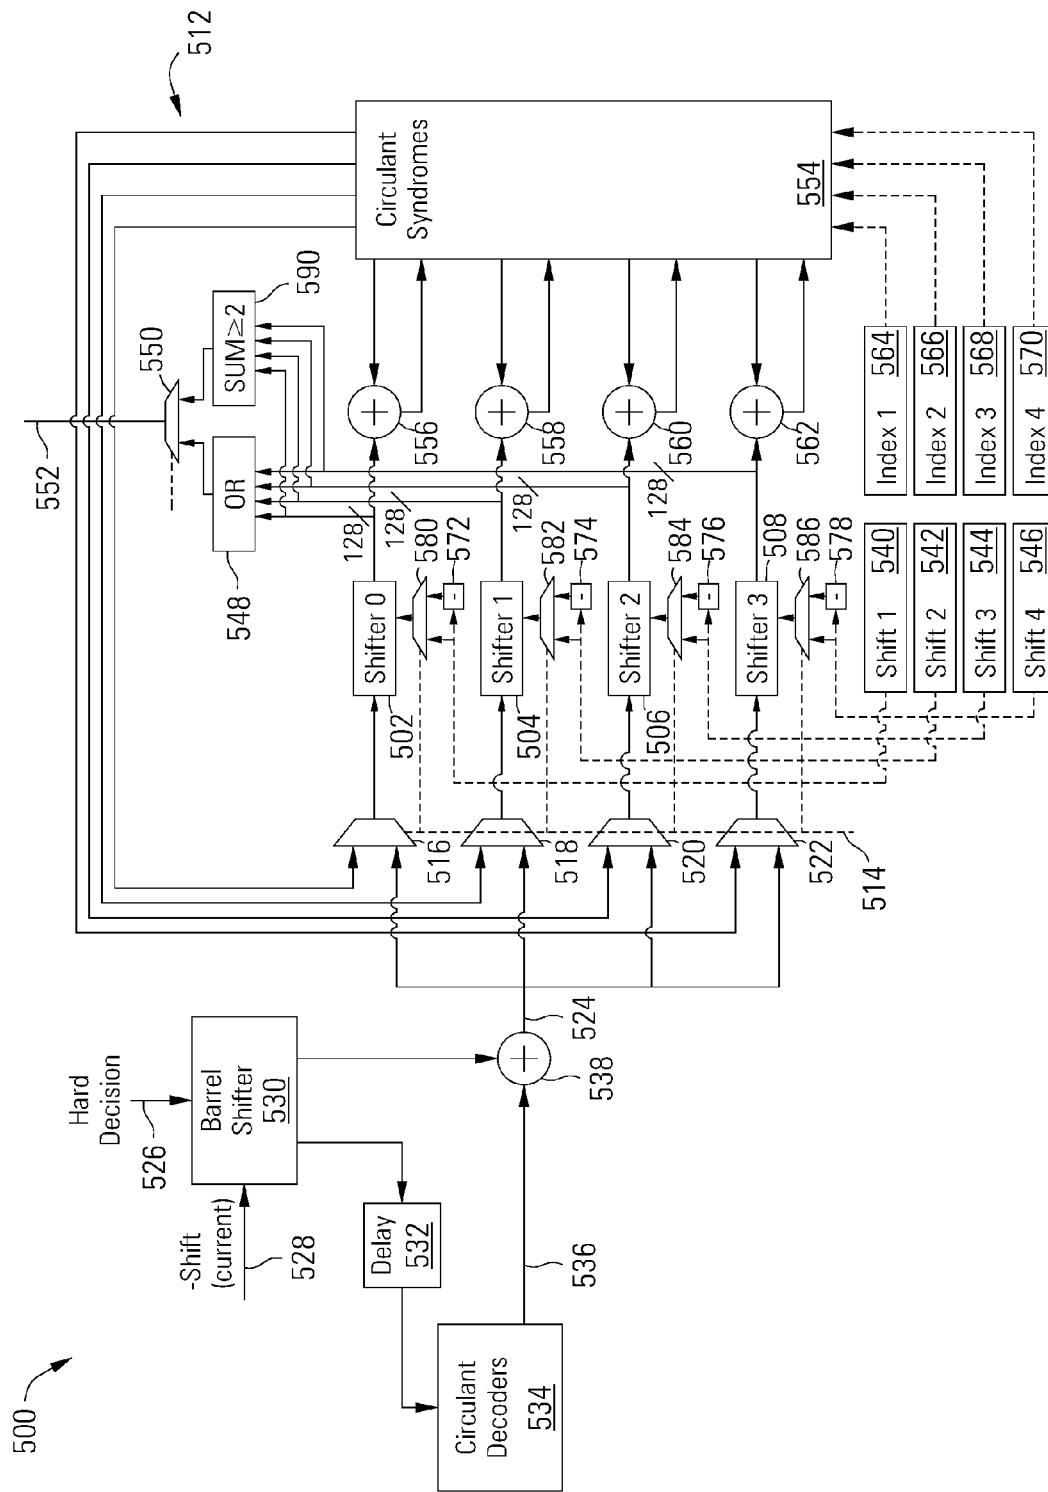 500
512
Hard
Decision
526
-Shift
(current)
528
Barrel
Shifter
530
Delay
532
Circulant
Decoders
534
536
538
524
552
550
OR
548
SUM≥2
590
Circulant
Syndromes
554
516
518
520
522
514
Shifter 0
502
128
580
572
556
Shifter 1
504
128
582
574
558
Shifter 2
506
128
584
576
560
Shifter 3
508
128
586
578
562
Shift 1 540
Shift 2 542
Shift 3 544
Shift 4 546
Index 1 564
Index 2 566
Index 3 568
Index 4 570
-
-
-
-
+
+
+
+
+